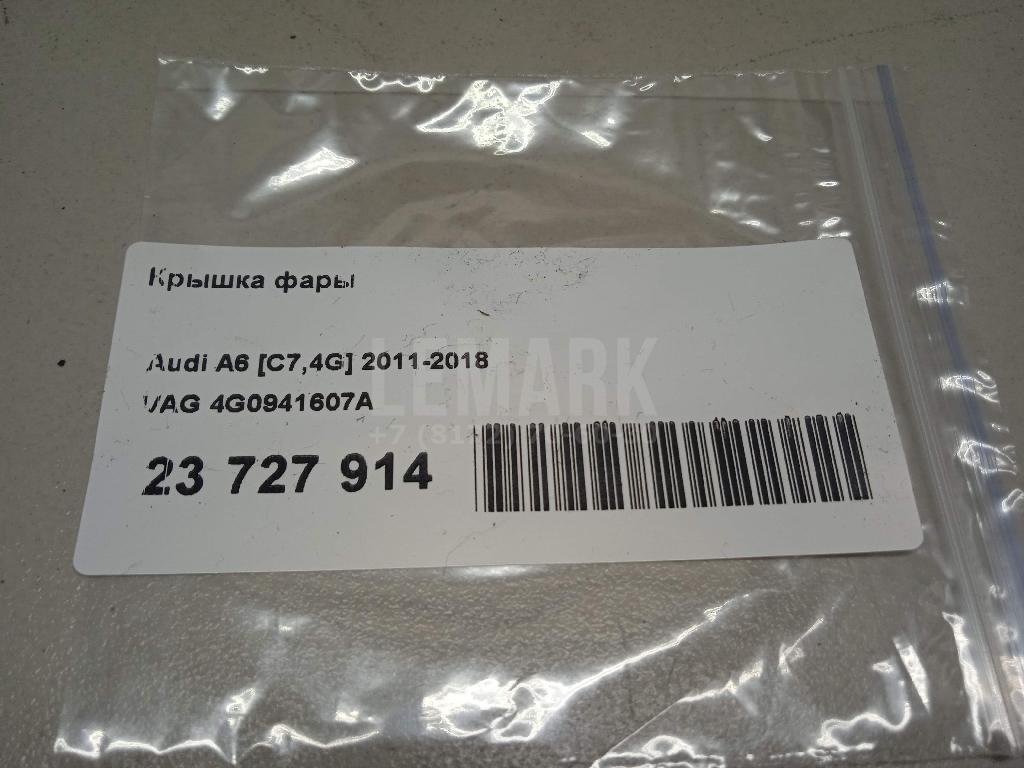 Крышка фары
Audi A6 [C7,4G] 2011-2018
VAG 4G0941607A
23 727 914
LEMARK